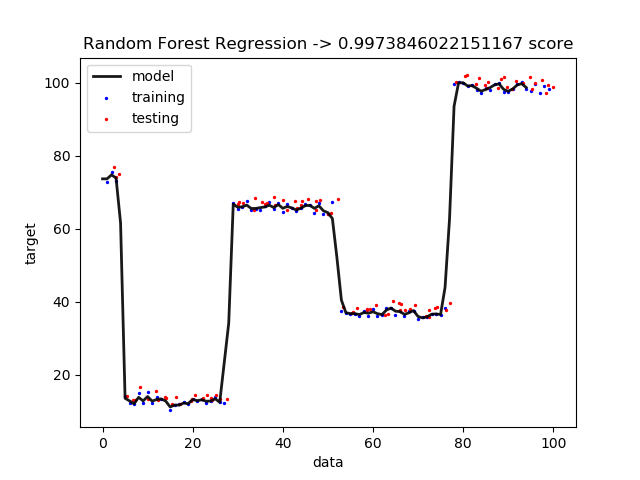 Random Forest Regression -> 0.9973846022151167 score
model
training
testing
100
80
60
40
20
target
0 20 40 60 80 100
data